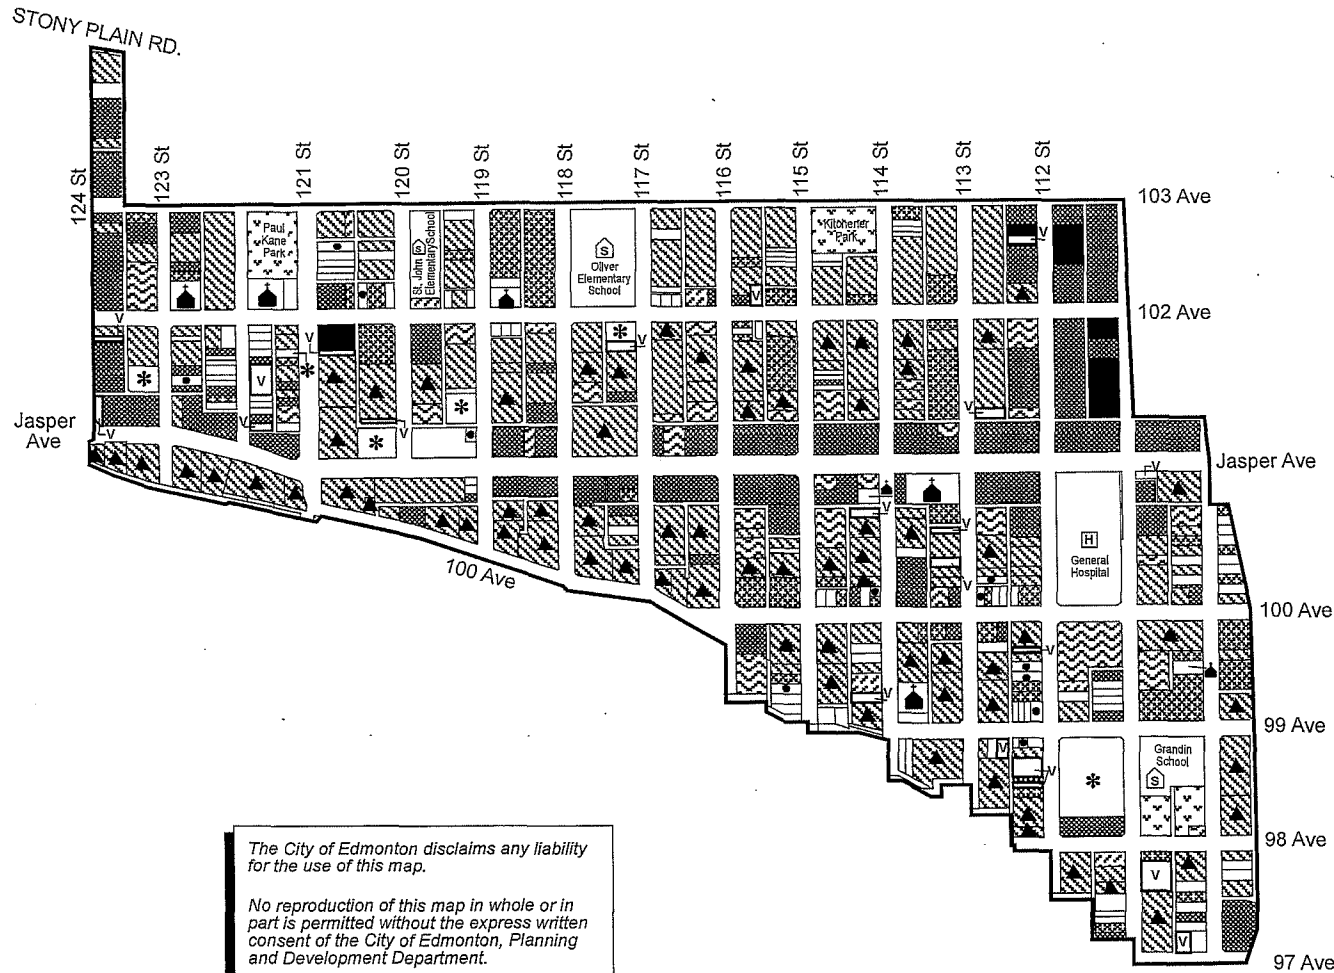 STONY PLAIN RD.
124 St
123 St
121 St
120 St
119 St
118 St
117 St
116 St
115 St
114 St
113 St
112 St
103 Ave
Paul
Kane
Park
St. John
Elementary School
S
S
Oliver
Elementary
School
Kitchener
Park
V
V
102 Ave
V
V
V
V
V
V
V
V
V
Jasper
Ave
V
Jasper Ave
V
V
V
H
General
Hospital
V
100 Ave
100 Ave
V
V
99 Ave
V
V
Grandin
School
S
98 Ave
V
V
97 Ave
The City of Edmonton disclaims any liability
for the use of this map.
No reproduction of this map in whole or in
part is permitted without the express written
consent of the City of Edmonton, Planning
and Development Department.